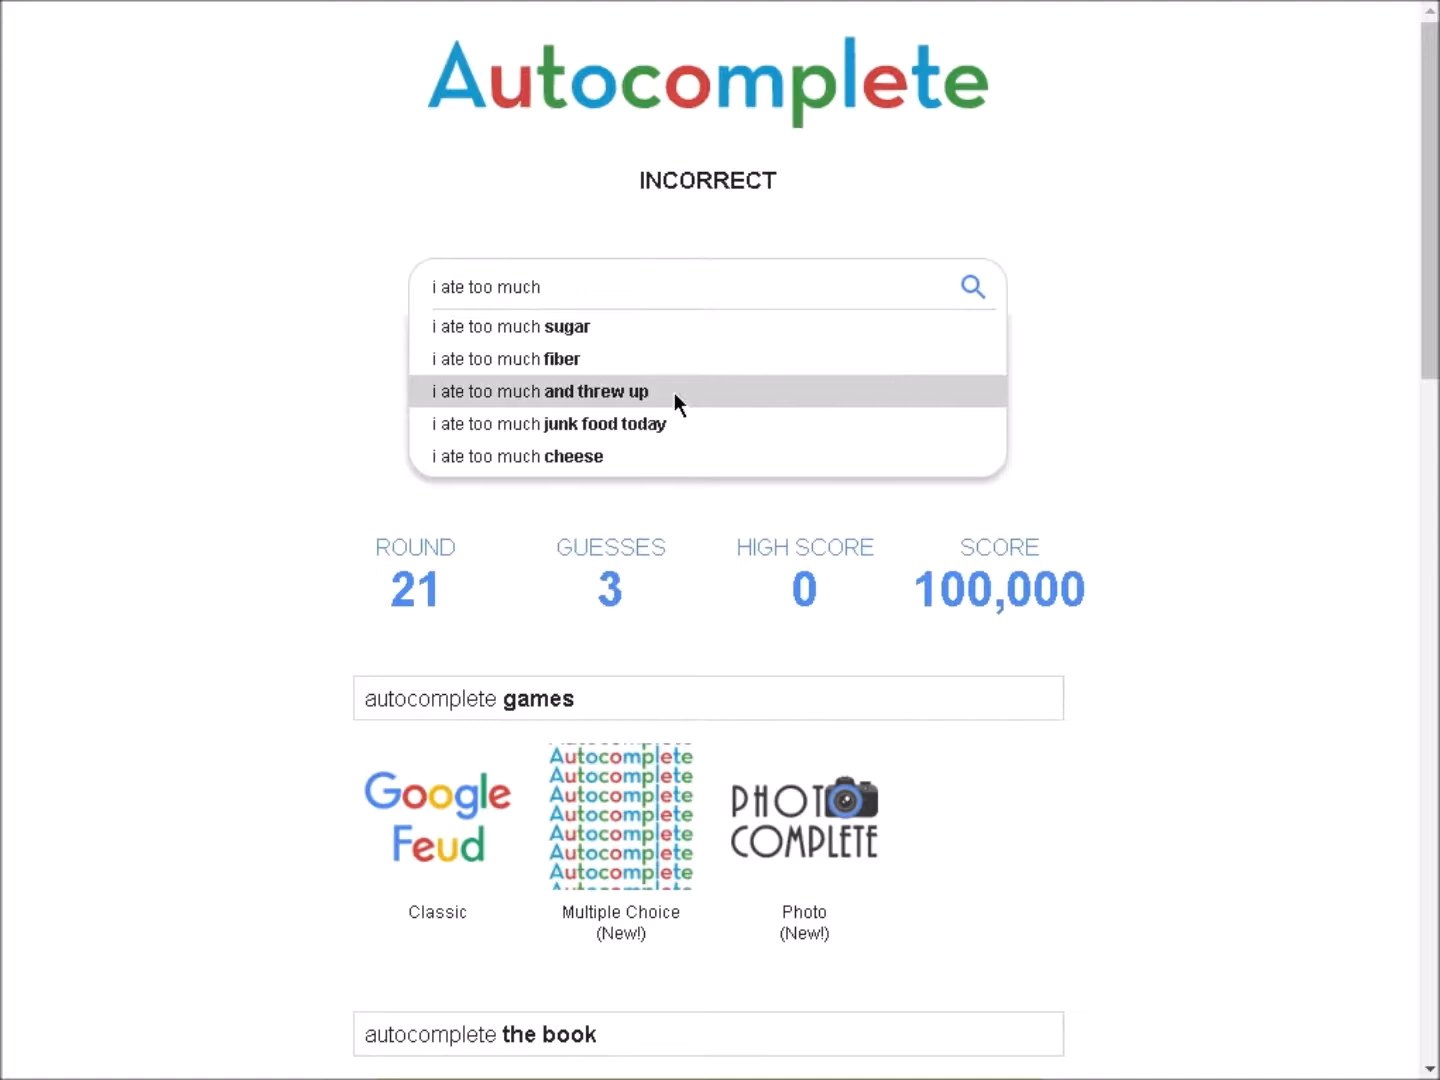 Autocomplete
INCORRECT
i ate too much
i ate too much sugar
i ate too much fiber
i ate too much and threw up
i ate too much junk food today
i ate too much cheese
ROUND GUESSES HIGH SCORE SCORE
21 3 0 100,000
autocomplete games
Google Feud
Autocomplete
Autocomplete
Autocomplete
Autocomplete
Autocomplete
Autocomplete
Autocomplete
PHOTO COMPLETE
Classic
Multiple Choice (New!)
Photo (New!)
autocomplete the book